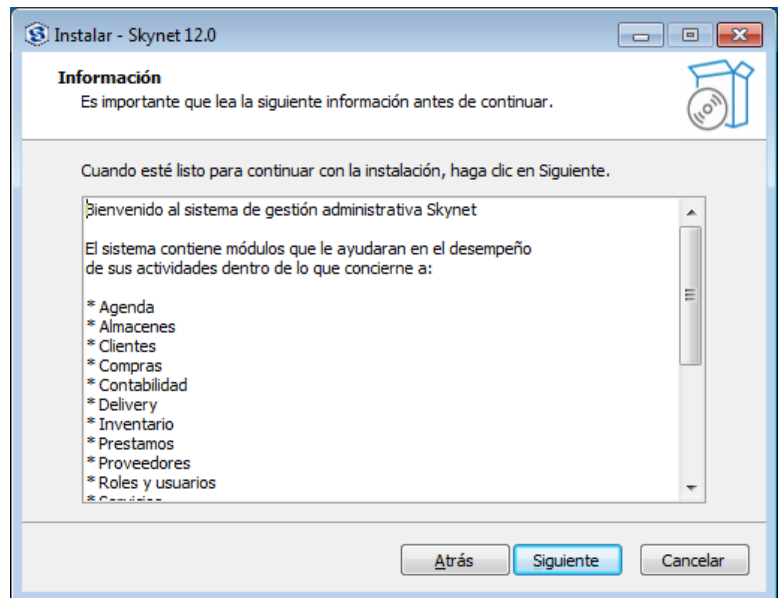 Instalar - Skynet 12.0
Información
Es importante que lea la siguiente información antes de continuar.
Cuando esté listo para continuar con la instalación, haga clic en Siguiente.
Bienvenido al sistema de gestión administrativa Skynet
El sistema contiene módulos que le ayudaran en el desempeño
de sus actividades dentro de lo que concierne a:
* Agenda
* Almacenes
* Clientes
* Compras
* Contabilidad
* Delivery
* Inventario
* Prestamos
* Proveedores
* Roles y usuarios
* Servicios
Atrás
Siguiente
Cancelar